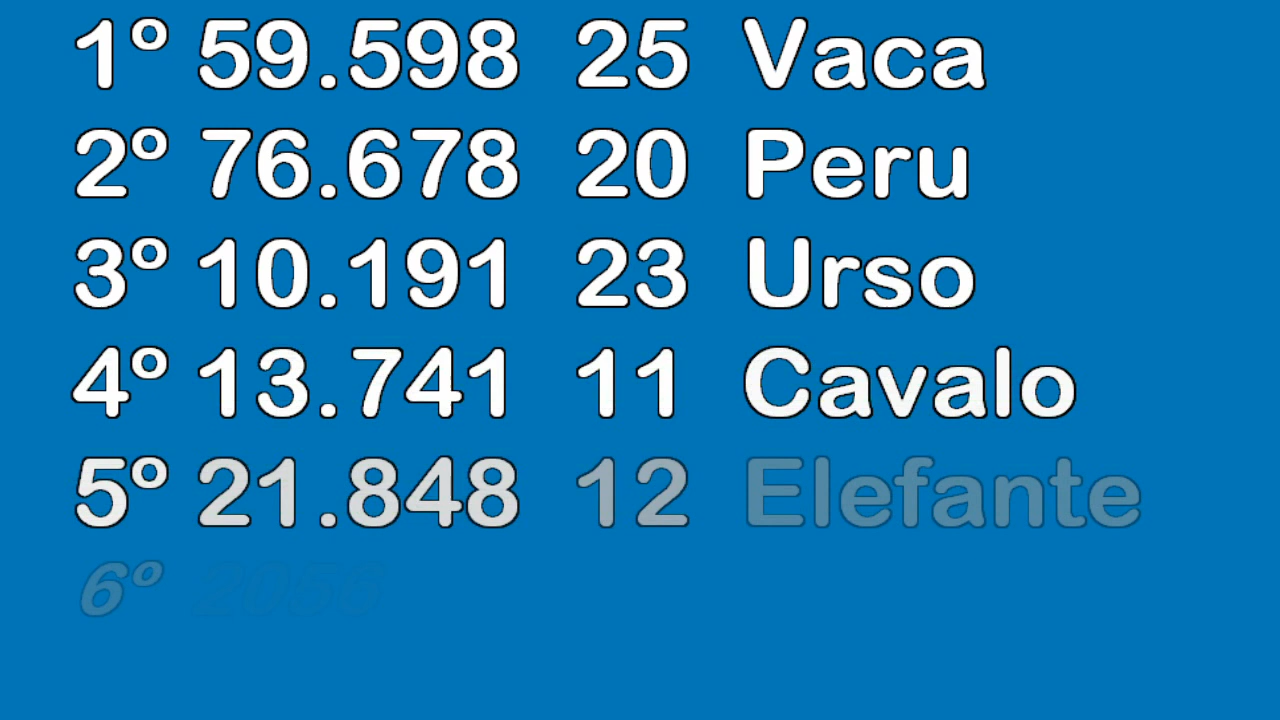 1º 59.598 25 Vaca
2º 76.678 20 Peru
3º 10.191 23 Urso
4º 13.741 11 Cavalo
5º 21.848 12 Elefante
6º 2056